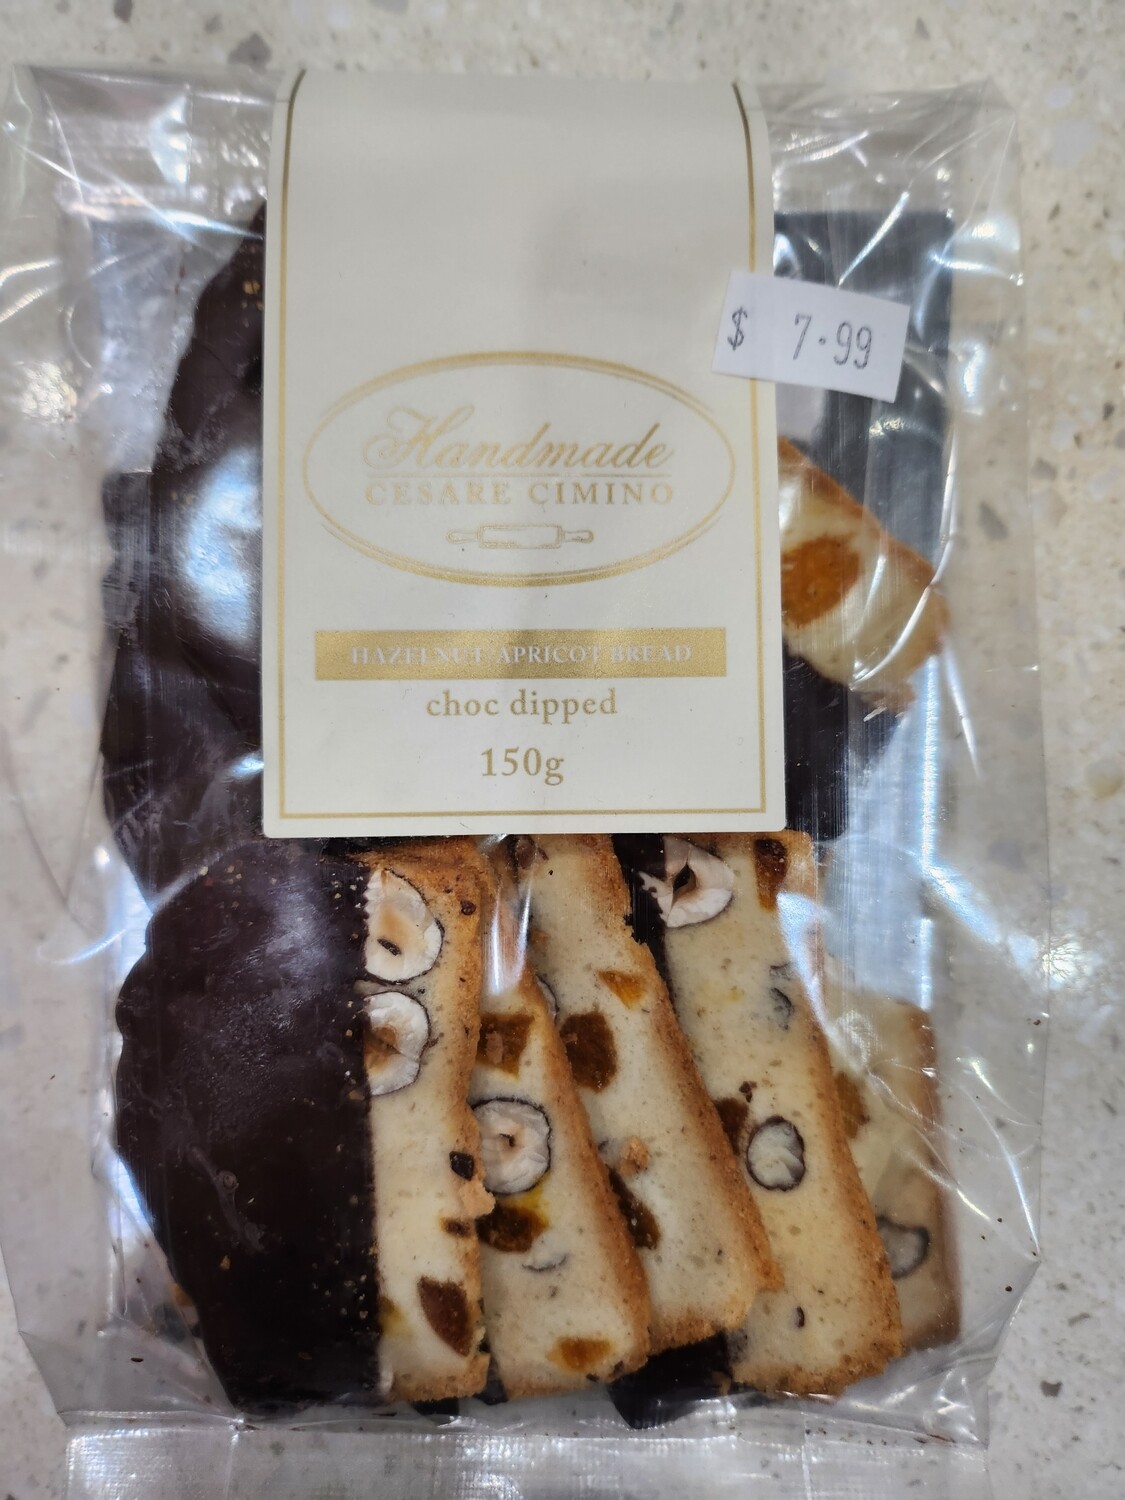 $ 7.99
Handmade
CESARE CIMINO
HAZELNUT APRICOT BREAD
choc dipped
150g